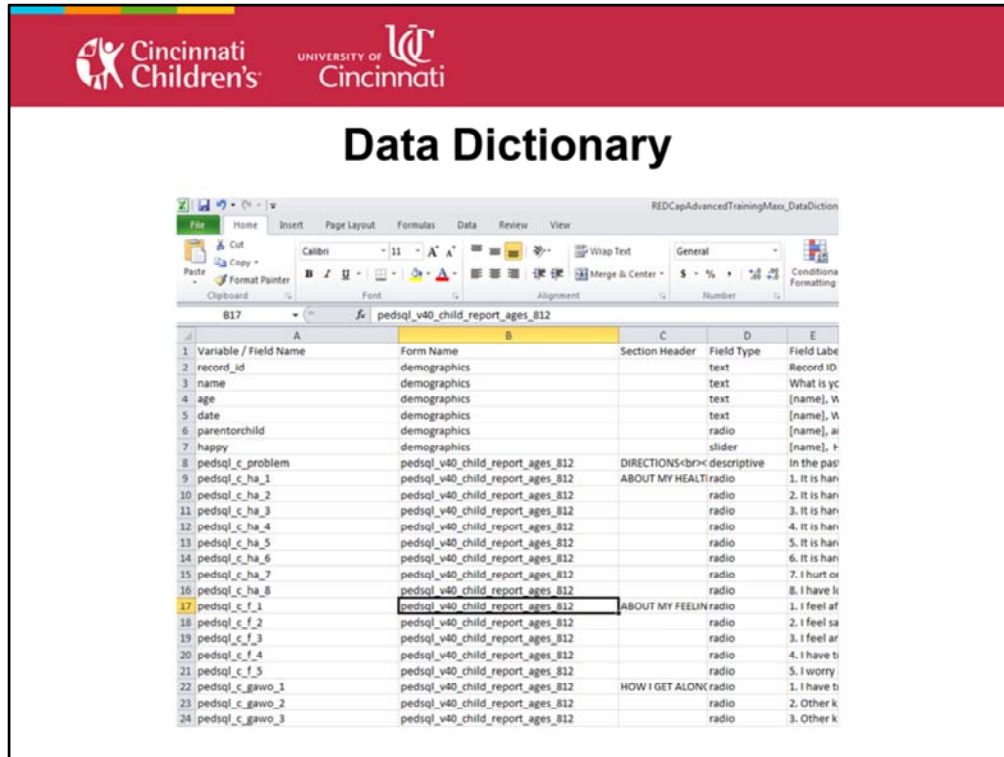 Cincinnati Children's
UNIVERSITY OF Cincinnati
Data Dictionary
REDCapAdvancedTrainingMaxx_DataDiction
File Home Insert Page Layout Formulas Data Review View
Cut
Copy
Paste
Format Painter
Calibri 11 A A Wrap Text General
B I U A Merge & Center $ % , Conditiona
Formatting
Clipboard Font Alignment Number
B17 fx pedsql_v40_child_report_ages_812
A B C D E
1 Variable / Field Name Form Name Section Header Field Type Field Labe
2 record_id demographics text Record ID
3 name demographics text What is yo
4 age demographics text [name], W
5 date demographics text [name], W
6 parentorchild demographics radio [name], ar
7 happy demographics slider [name], H
8 pedsql_c_problem pedsql_v40_child_report_ages_812 DIRECTIONS<br>< descriptive In the past
9 pedsql_c_ha_1 pedsql_v40_child_report_ages_812 ABOUT MY HEALT radio 1. It is har
10 pedsql_c_ha_2 pedsql_v40_child_report_ages_812 radio 2. It is har
11 pedsql_c_ha_3 pedsql_v40_child_report_ages_812 radio 3. It is har
12 pedsql_c_ha_4 pedsql_v40_child_report_ages_812 radio 4. It is har
13 pedsql_c_ha_5 pedsql_v40_child_report_ages_812 radio 5. It is har
14 pedsql_c_ha_6 pedsql_v40_child_report_ages_812 radio 6. It is har
15 pedsql_c_ha_7 pedsql_v40_child_report_ages_812 radio 7. I hurt or
16 pedsql_c_ha_8 pedsql_v40_child_report_ages_812 radio 8. I have lo
17 pedsql_c_f_1 pedsql_v40_child_report_ages_812 ABOUT MY FEELIN radio 1. I feel af
18 pedsql_c_f_2 pedsql_v40_child_report_ages_812 radio 2. I feel sa
19 pedsql_c_f_3 pedsql_v40_child_report_ages_812 radio 3. I feel an
20 pedsql_c_f_4 pedsql_v40_child_report_ages_812 radio 4. I have tr
21 pedsql_c_f_5 pedsql_v40_child_report_ages_812 radio 5. I worry
22 pedsql_c_gawo_1 pedsql_v40_child_report_ages_812 HOW I GET ALONG radio 1. I have tr
23 pedsql_c_gawo_2 pedsql_v40_child_report_ages_812 radio 2. Other k
24 pedsql_c_gawo_3 pedsql_v40_child_report_ages_812 radio 3. Other k